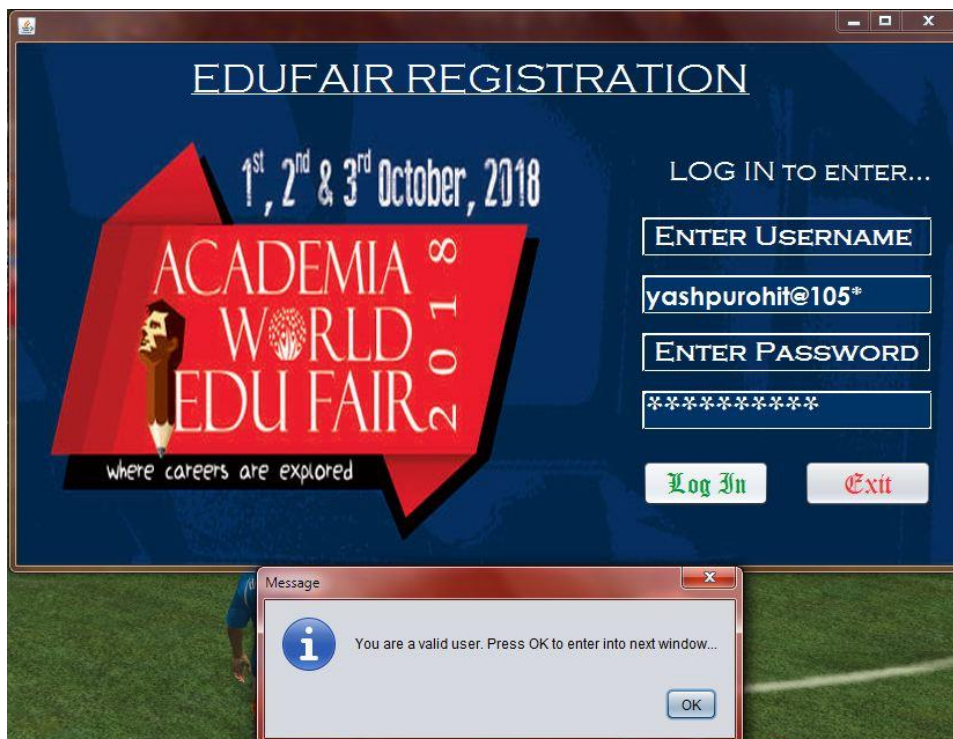 EDUFAIR REGISTRATION
1st, 2nd & 3rd October, 2018
ACADEMIA
WORLD
EDU FAIR
2018
where careers are explored
LOG IN TO ENTER...
ENTER USERNAME
yashpurohit@105*
ENTER PASSWORD
**********
Log In
Exit
Message
You are a valid user. Press OK to enter into next window...
OK